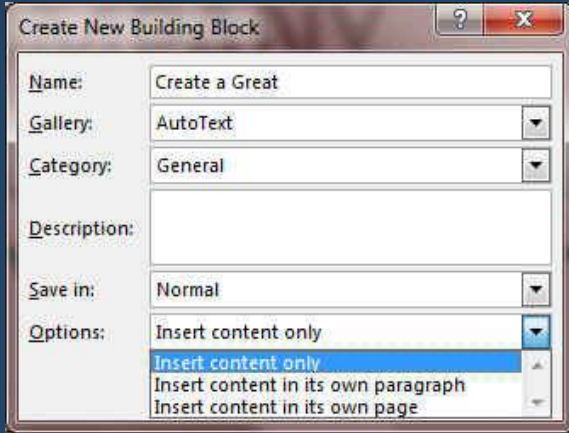 Create New Building Block ?
Name: Create a Great
Gallery: AutoText
Category: General
Description:
Save in: Normal
Options: Insert content only
Insert content only
Insert content in its own paragraph
Insert content in its own page